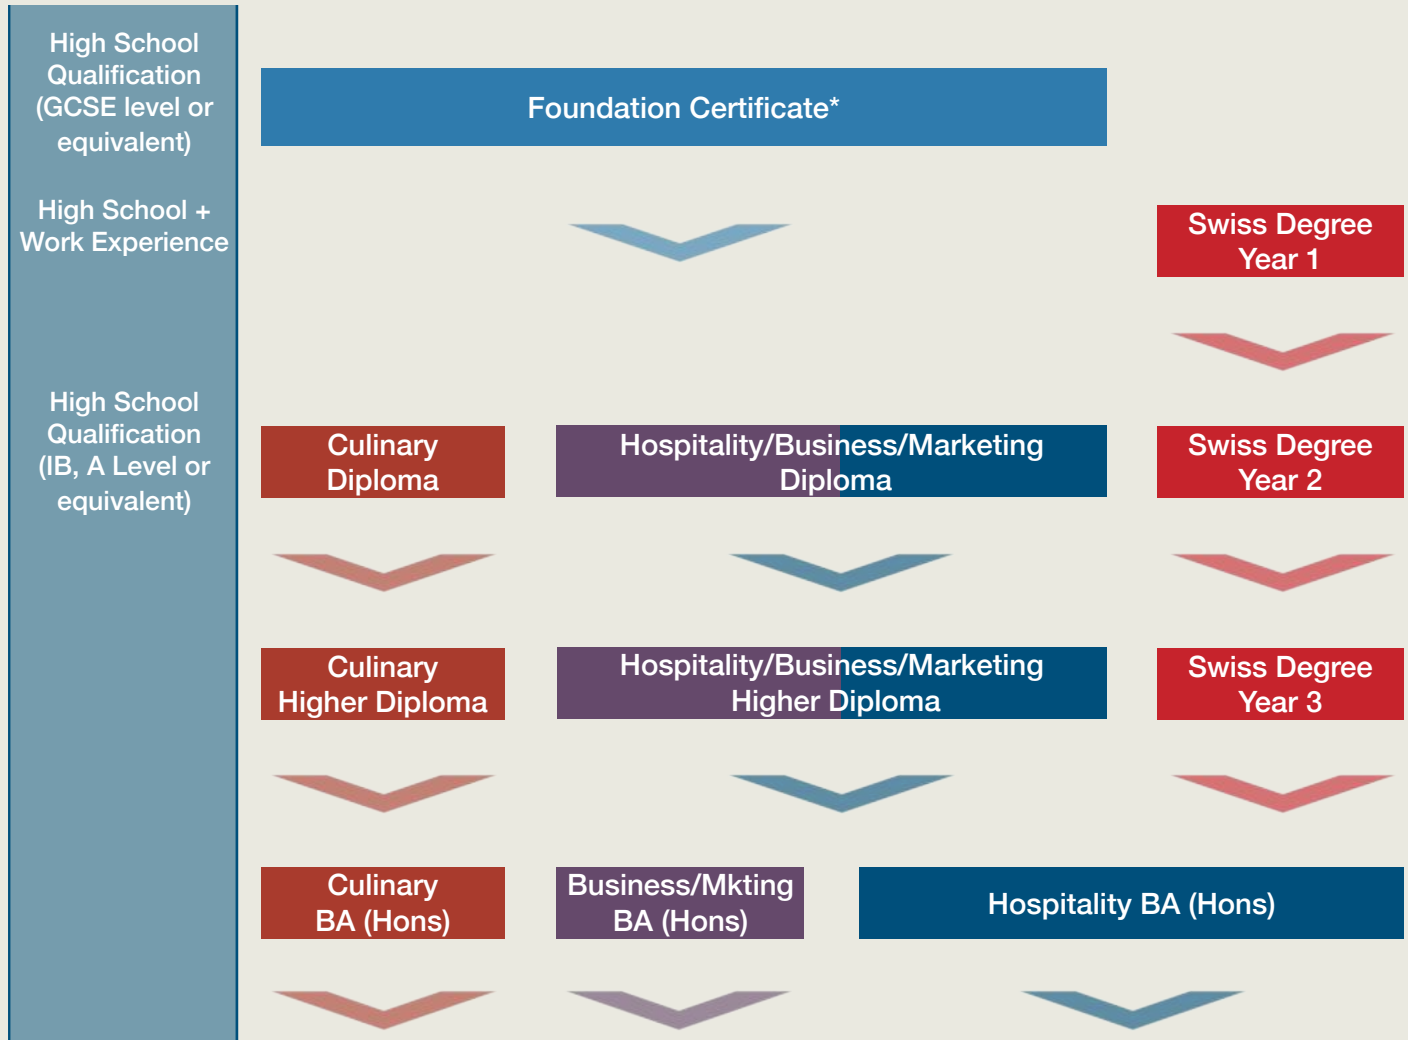 High School
Qualification
(GCSE level or
equivalent)
Foundation Certificate*
High School +
Work Experience
Swiss Degree
Year 1
High School
Qualification
(IB, A Level or
equivalent)
Culinary
Diploma
Hospitality/Business/Marketing
Diploma
Swiss Degree
Year 2
Culinary
Higher Diploma
Hospitality/Business/Marketing
Higher Diploma
Swiss Degree
Year 3
Culinary
BA (Hons)
Business/Mkting
BA (Hons)
Hospitality BA (Hons)